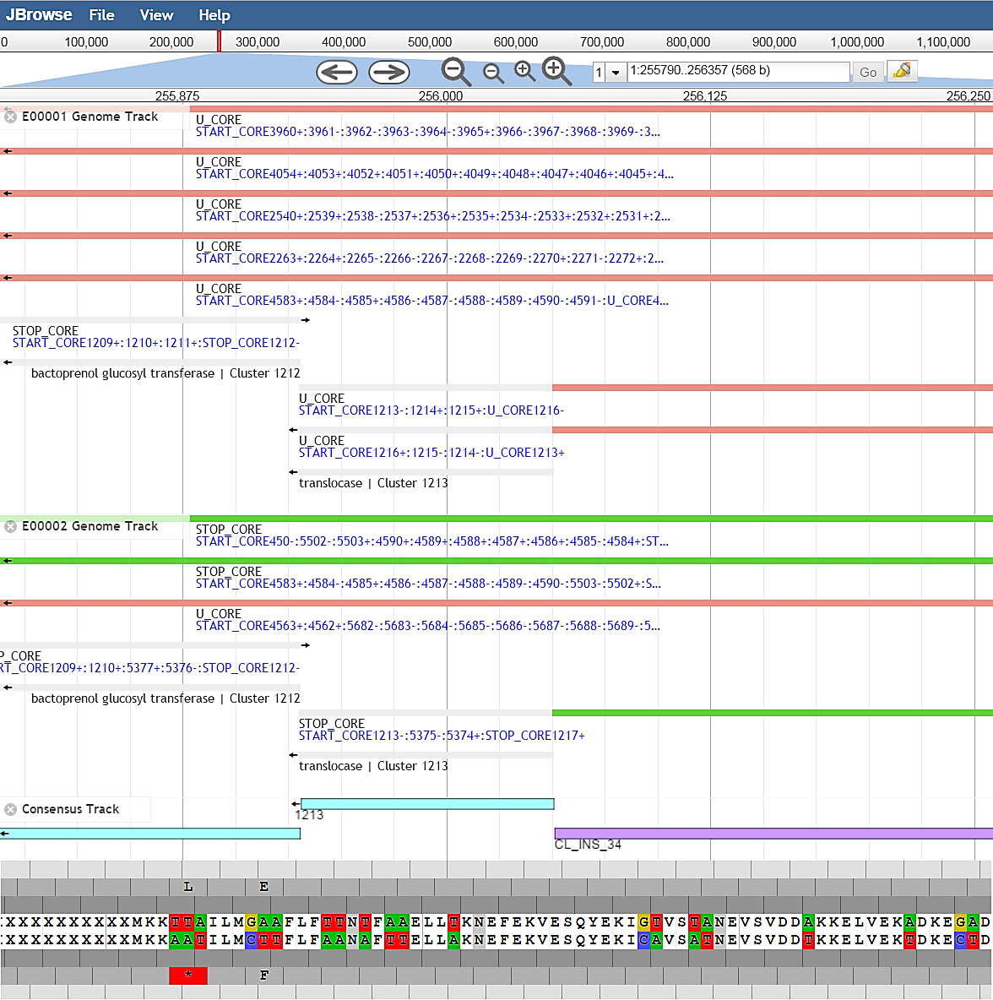 JBrowse File View Help
0 100,000 200,000 300,000 400,000 500,000 600,000 700,000 800,000 900,000 1,000,000 1,100,000
1 1:255790..256357 (568 b) Go
255,875 256,000 256,125 256,250
E00001 Genome Track
U_CORE
START_CORE3960+:3961-:3962-:3963-:3964-:3965+:3966-:3967-:3968-:3969-:3...
U_CORE
START_CORE4054+:4053+:4052+:4051+:4050+:4049+:4048+:4047+:4046+:4045+:4...
U_CORE
START_CORE2540+:2539+:2538-:2537+:2536+:2535+:2534-:2533+:2532+:2531+:2...
U_CORE
START_CORE2263+:2264+:2265-:2266-:2267-:2268-:2269-:2270+:2271-:2272+:2...
U_CORE
START_CORE4583+:4584-:4585+:4586-:4587-:4588-:4589-:4590-:4591-:U_CORE4...
STOP_CORE
START_CORE1209+:1210+:1211+:STOP_CORE1212-
bactoprenol glucosyl transferase | Cluster 1212
U_CORE
START_CORE1213-:1214+:1215+:U_CORE1216-
U_CORE
START_CORE1216+:1215-:1214-:U_CORE1213+
translocase | Cluster 1213
E00002 Genome Track
STOP_CORE
START_CORE450-:5502-:5503+:4590+:4589+:4588+:4587+:4586+:4585-:4584+:ST...
STOP_CORE
START_CORE4583+:4584-:4585+:4586-:4587-:4588-:4589-:4590-:5503-:5502+:S...
U_CORE
START_CORE4563+:4562+:5682-:5683-:5684-:5685-:5686-:5687-:5688-:5689-:5...
P_CORE
RT_CORE1209+:1210+:5377+:5376-:STOP_CORE1212-
bactoprenol glucosyl transferase | Cluster 1212
STOP_CORE
START_CORE1213-:5375-:5374+:STOP_CORE1217+
translocase | Cluster 1213
Consensus Track
1213
CL_INS_34
L E
XXXXXXXXXXMKKTTAILMGAAFLFTTNTFAAELLTKNEFEKVESQYEKIGTVSTANEVSVDDAKKELVEKADKEGAD
XXXXXXXXXXMKKAATILMCTTFLFAANAFTTELLAKNEFEKVESQYEKICAVSATNEVSVDDTKKELVEKTDKECTD
* F